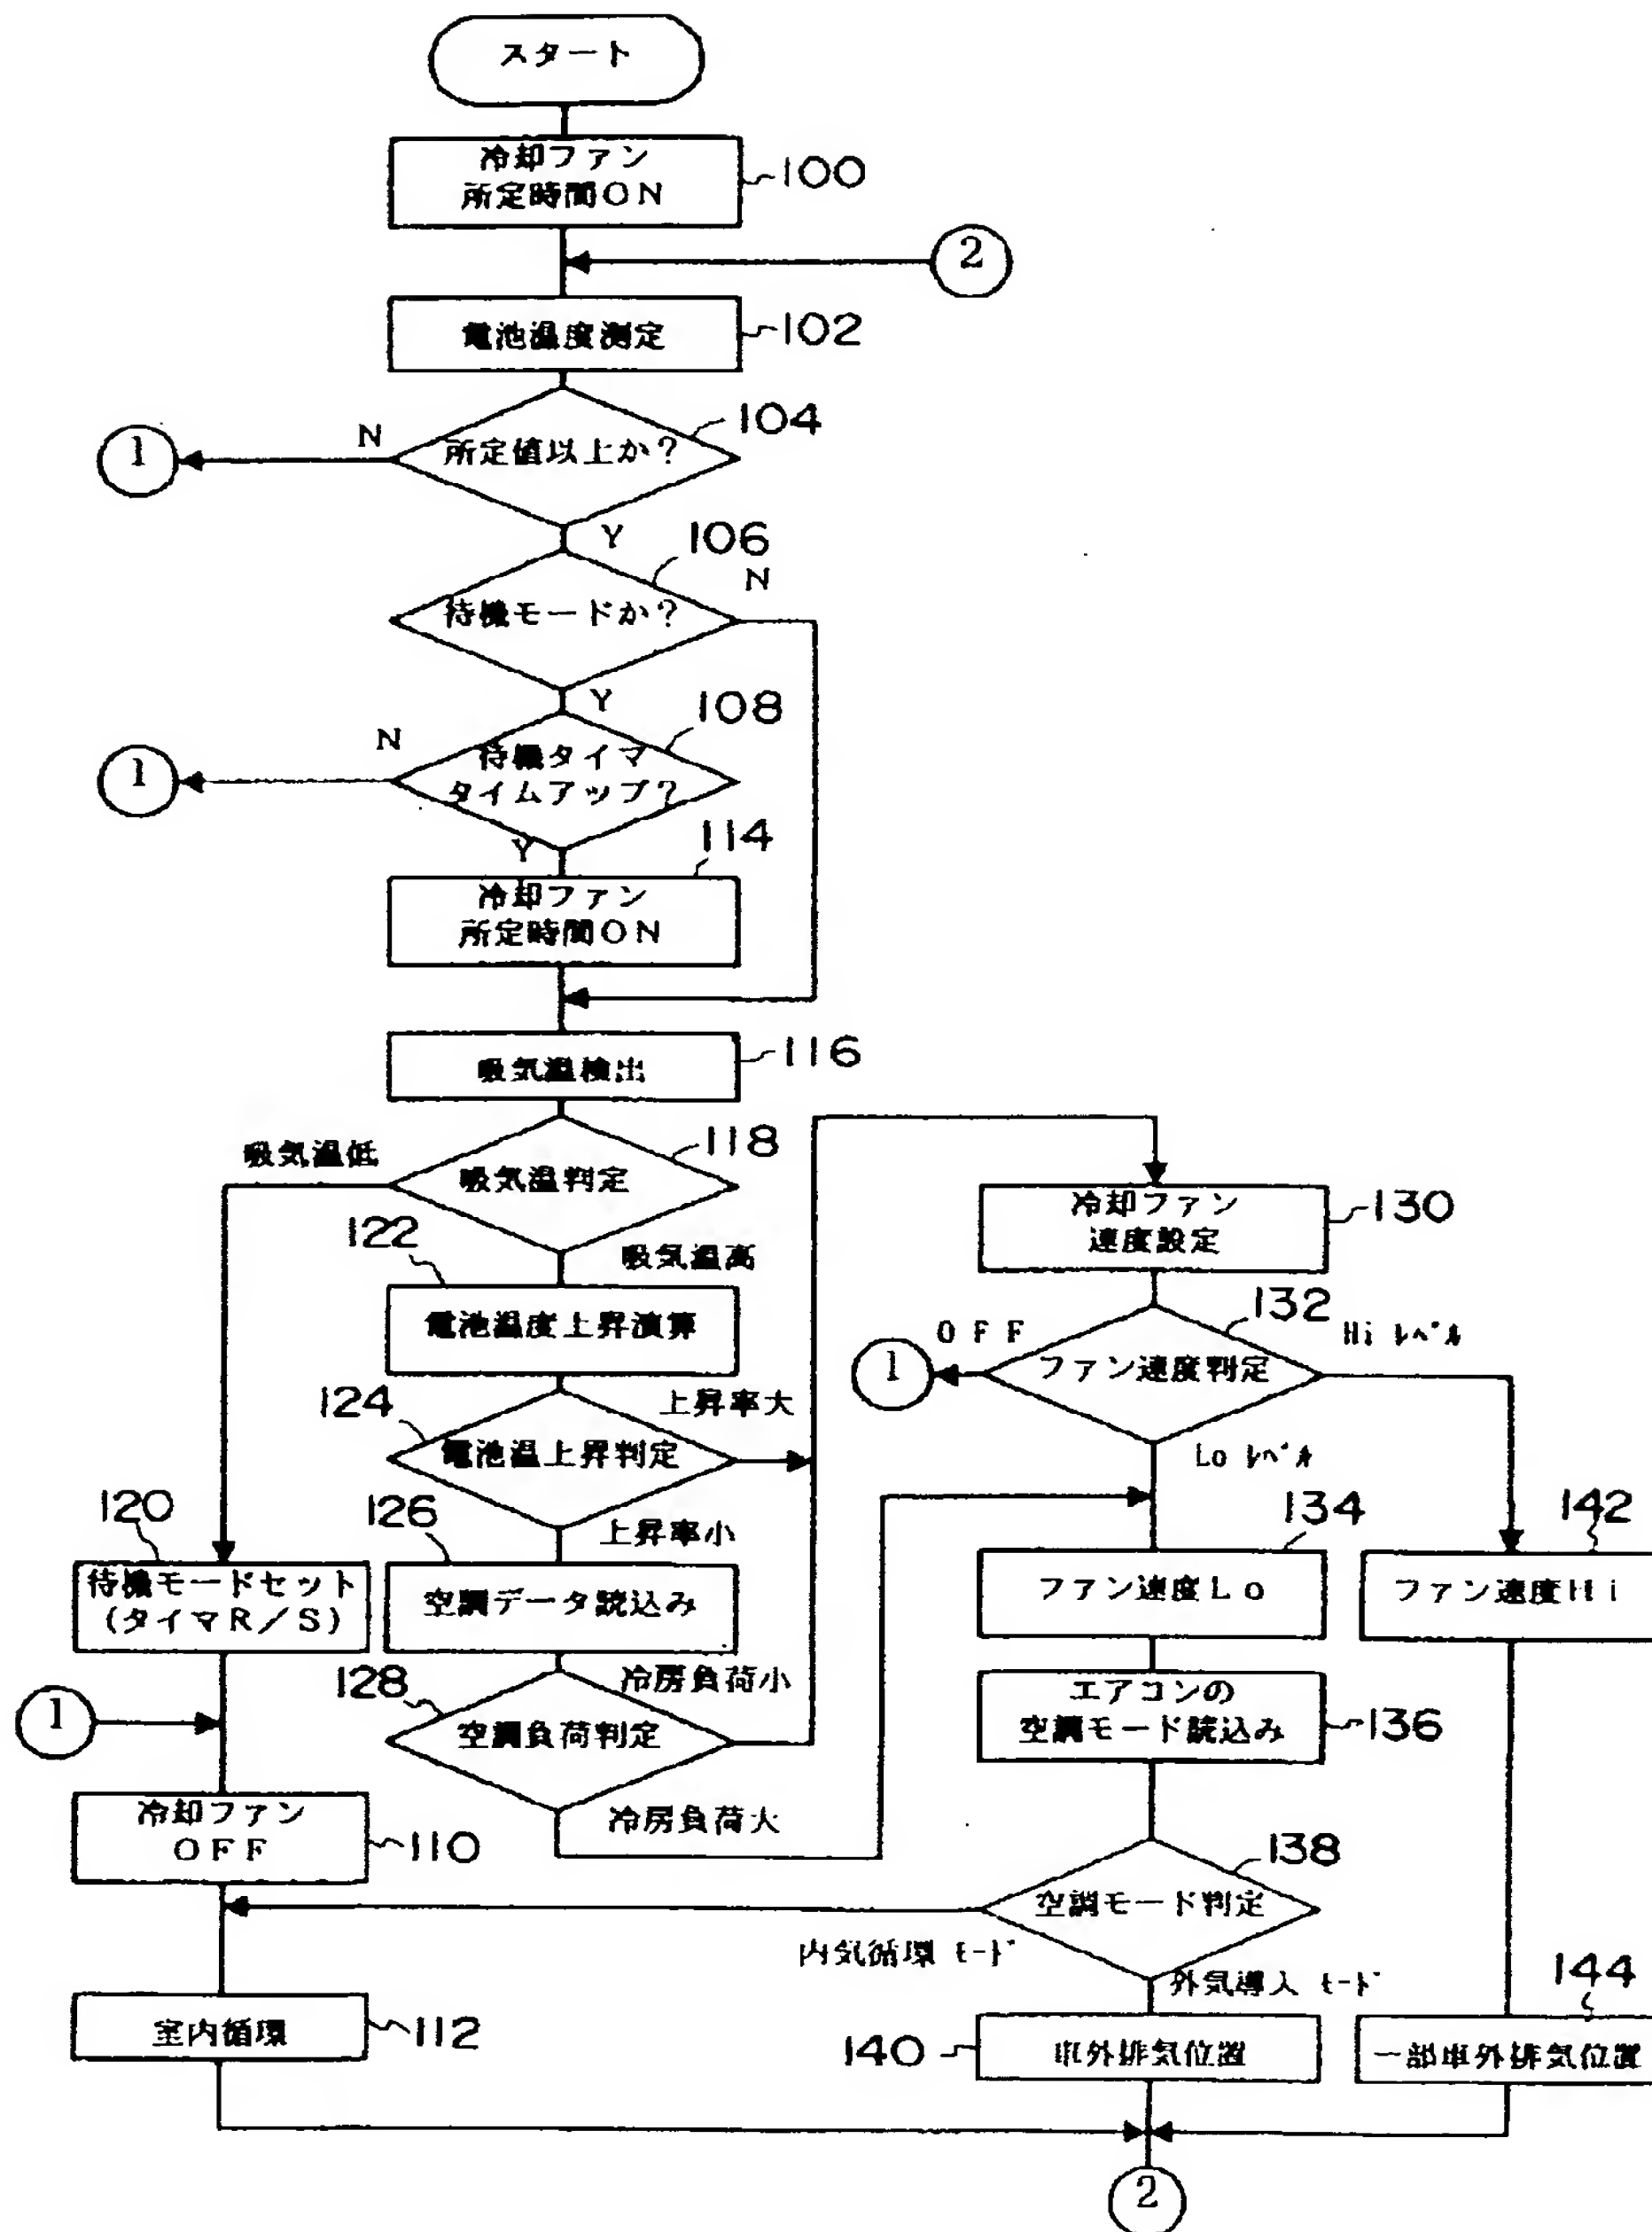 スタート
冷却ファン
所定時間ON
100
2
電池温度測定
102
104
1
N
所定値以上か?
Y
106
N
待機モードか?
Y
108
N
1
待機タイマ
タイムアップ?
Y
114
冷却ファン
所定時間ON
吸気温検出
116
吸気温低
118
吸気温判定
122
吸気温高
電池温度上昇演算
124
上昇率大
電池温上昇判定
上昇率小
冷却ファン
速度設定
130
132
OFF
Hi レベル
1
ファン速度判定
Lo レベル
120
126
134
142
待機モードセット
(タイマR/S)
空調データ読込み
ファン速度Lo
ファン速度Hi
128
冷房負荷小
1
空調負荷判定
冷房負荷大
エアコンの
空調モード読込み
136
冷却ファン
OFF
110
138
空調モード判定
内気循環 モード
外気導入 モード
144
室内循環
112
140
車外排気位置
一部車外排気位置
2